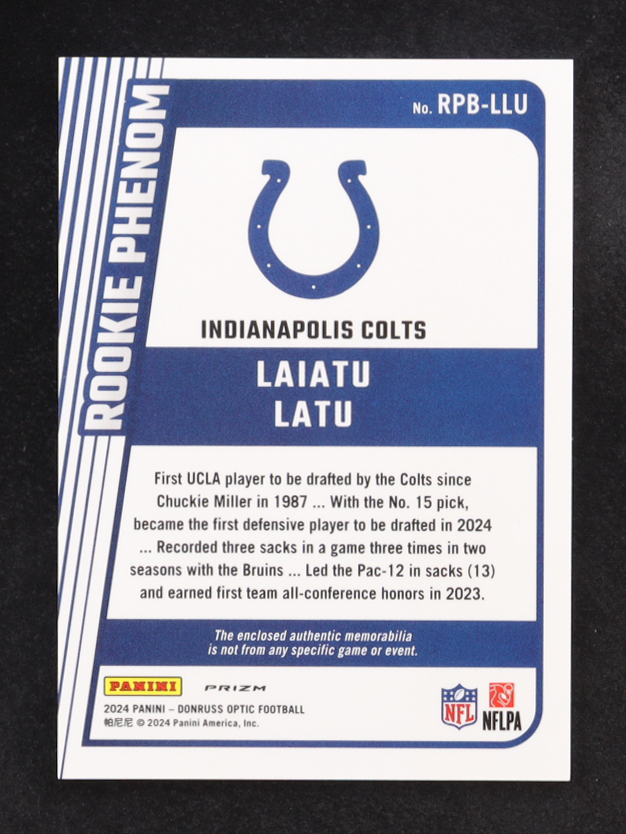 No. RPB-LLU
ROOKIE PHENOM
INDIANAPOLIS COLTS
LAIATU
LATU
First UCLA player to be drafted by the Colts since
Chuckie Miller in 1987 ... With the No. 15 pick,
became the first defensive player to be drafted in 2024
... Recorded three sacks in a game three times in two
seasons with the Bruins ... Led the Pac-12 in sacks (13)
and earned first team all-conference honors in 2023.
The enclosed authentic memorabilia
is not from any specific game or event.
PANINI PRIZM
2024 PANINI – DONRUSS OPTIC FOOTBALL
帕尼尼 © 2024 Panini America, Inc.
NFL NFLPA